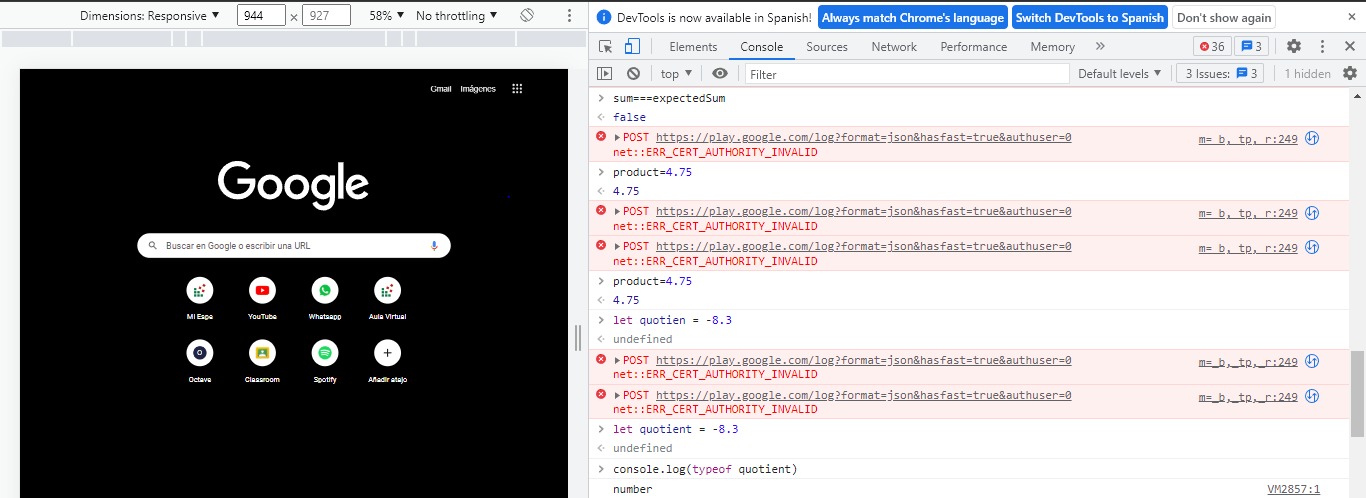 Dimensions: Responsive ▼ 944 × 927 58% ▼ No throttling ▼
Gmail Imágenes
Google
Buscar en Google o escribir una URL
Mi Espe YouTube Whatsapp Aula Virtual
Octave Classroom Spotify Añadir atajo
DevTools is now available in Spanish! Always match Chrome's language Switch DevTools to Spanish Don't show again
Elements Console Sources Network Performance Memory » 36 3
top ▼ Filter Default levels ▼ 3 Issues: 3 1 hidden
sum===expectedSum
false
POST https://play.google.com/log?format=json&hasfast=true&authuser=0 m=_b,_tp,_r:249
net::ERR_CERT_AUTHORITY_INVALID
product=4.75
4.75
POST https://play.google.com/log?format=json&hasfast=true&authuser=0 m=_b,_tp,_r:249
net::ERR_CERT_AUTHORITY_INVALID
POST https://play.google.com/log?format=json&hasfast=true&authuser=0 m=_b,_tp,_r:249
net::ERR_CERT_AUTHORITY_INVALID
product=4.75
4.75
let quotien = -8.3
undefined
POST https://play.google.com/log?format=json&hasfast=true&authuser=0 m=_b,_tp,_r:249
net::ERR_CERT_AUTHORITY_INVALID
POST https://play.google.com/log?format=json&hasfast=true&authuser=0 m=_b,_tp,_r:249
net::ERR_CERT_AUTHORITY_INVALID
let quotient = -8.3
undefined
console.log(typeof quotient)
number VM2857:1